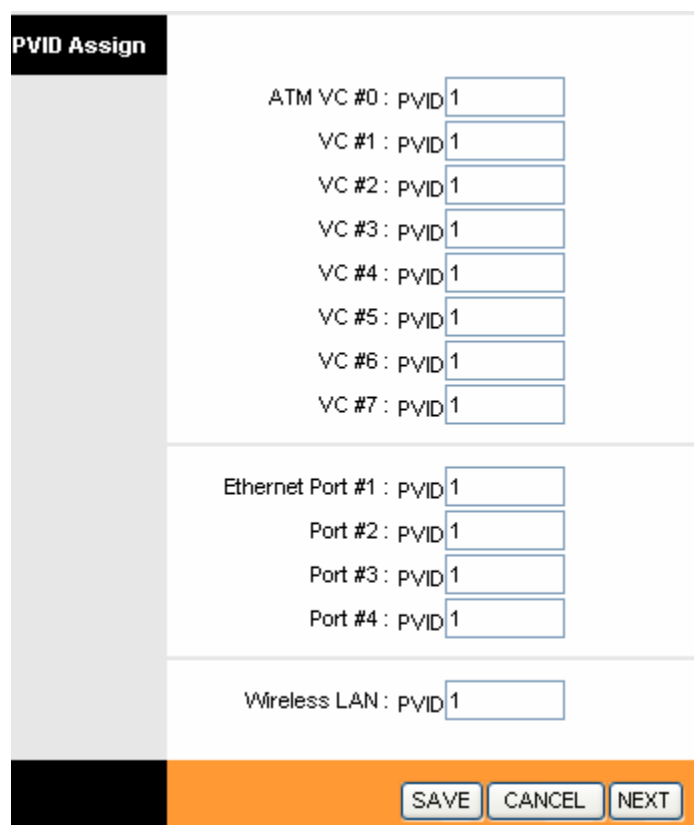 PVID Assign
ATM VC #0 : PVID 1
VC #1 : PVID 1
VC #2 : PVID 1
VC #3 : PVID 1
VC #4 : PVID 1
VC #5 : PVID 1
VC #6 : PVID 1
VC #7 : PVID 1
Ethernet Port #1 : PVID 1
Port #2 : PVID 1
Port #3 : PVID 1
Port #4 : PVID 1
Wireless LAN : PVID 1
SAVE CANCEL NEXT